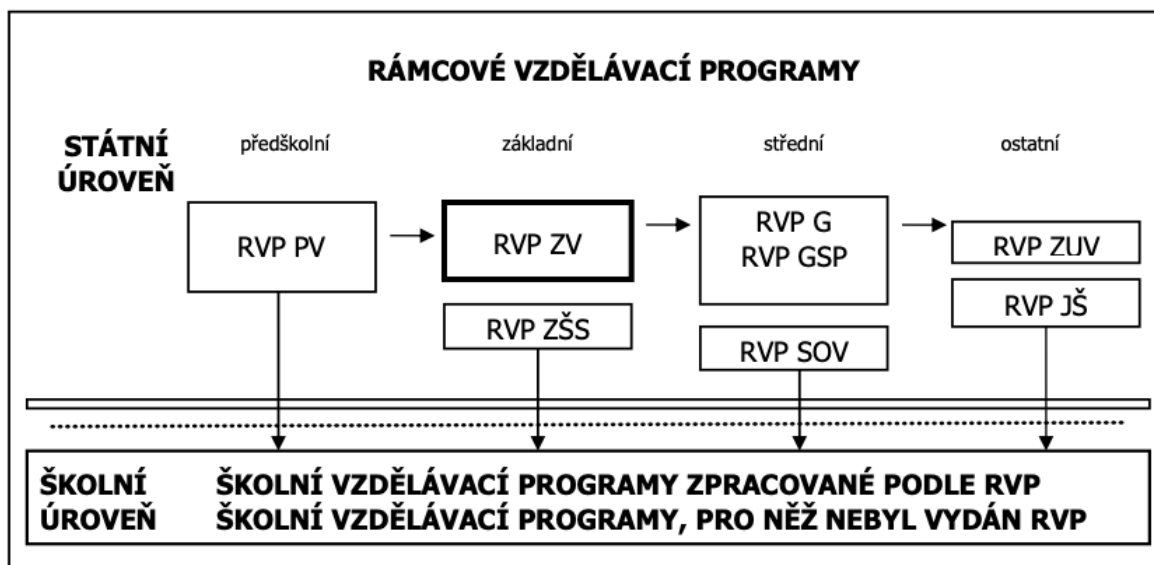 RÁMCOVÉ VZDĚLÁVACÍ PROGRAMY
STÁTNÍ
ÚROVEŇ
předškolní
základní
střední
ostatní
RVP PV
RVP ZV
RVP G
RVP GSP
RVP ZUV
RVP ZŠS
RVP JŠ
RVP SOV
ŠKOLNÍ ŠKOLNÍ VZDĚLÁVACÍ PROGRAMY ZPRACOVANÉ PODLE RVP
ÚROVEŇ ŠKOLNÍ VZDĚLÁVACÍ PROGRAMY, PRO NĚŽ NEBYL VYDÁN RVP